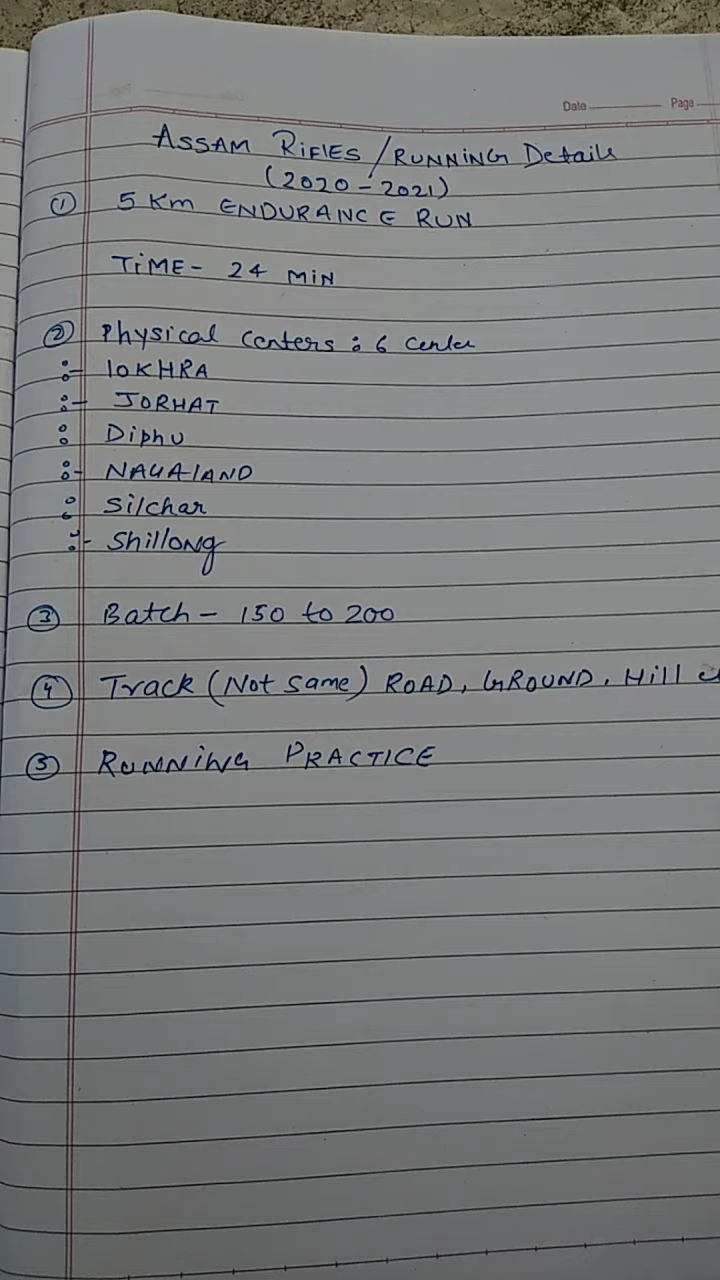 Date Page
ASSAM RIFLES / RUNNING Details
(2020-2021)
① 5 Km ENDURANCE RUN
TiME- 24 MiN
② Physical Centers : 6 Center
:- lOKHRA
:- JORHAT
: Diphu
:- NAGAlAND
: Silchar
:- Shillong
③ Batch - 150 to 200
④ Track (Not Same) ROAD, GROUND, Hill
⑤ RUNNiNG PRACTICE